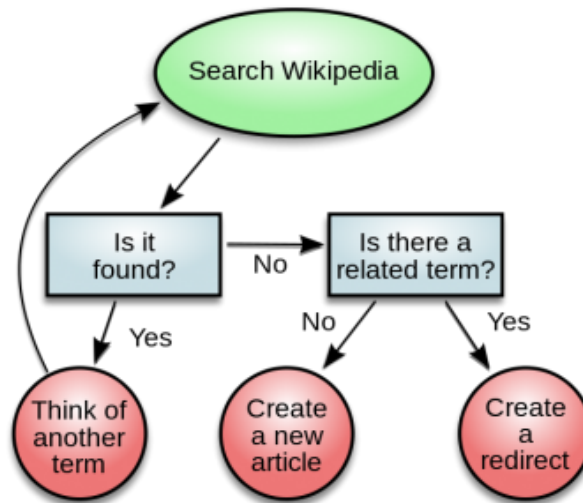 Search Wikipedia
Is it
found?
No
Is there a
related term?
Yes
No
Yes
Think of
another
term
Create
a new
article
Create
a
redirect